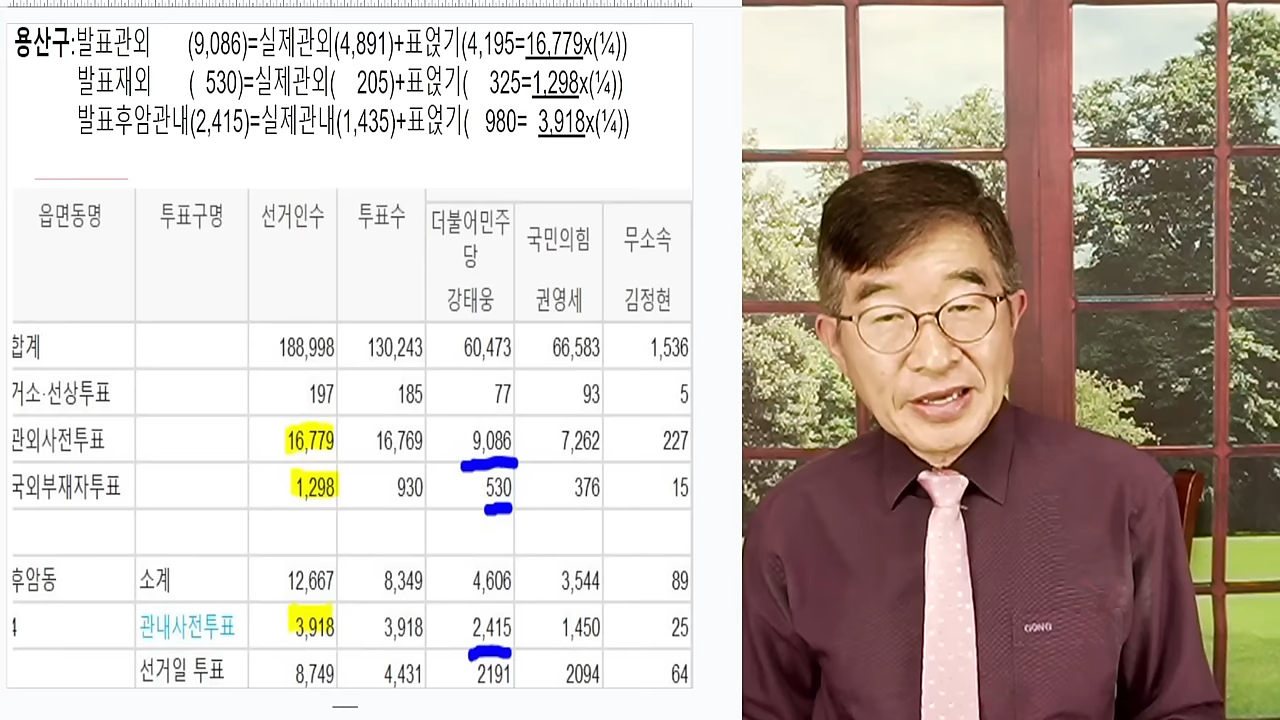 용산구:발표관외 (9,086)=실제관외(4,891)+표얹기(4,195=16,779x(¼))
발표재외 ( 530)=실제관외( 205)+표얹기( 325=1.298x(¼))
발표후암관내(2,415)=실제관내(1,435)+표얹기( 980= 3,918x(¼))
읍면동명 투표구명 선거인수 투표수 더불어민주당 강태웅 국민의힘 권영세 무소속 김정현
합계 188,998 130,243 60,473 66,583 1,536
거소·선상투표 197 185 77 93 5
관외사전투표 16,779 16,769 9,086 7,262 227
국외부재자투표 1,298 930 530 376 15
후암동 소계 12,667 8,349 4,606 3,544 89
4 관내사전투표 3,918 3,918 2,415 1,450 25
선거일 투표 8,749 4,431 2191 2094 64
GONG